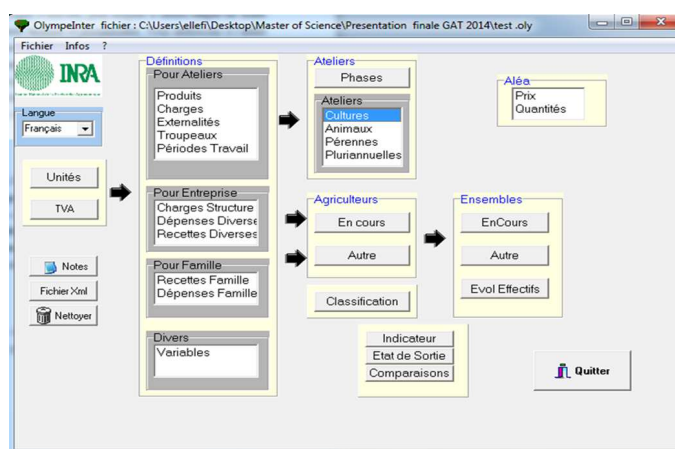 OlympeInter fichier : C:\Users\ellefi\Desktop\Master of Science\Presentation finale GAT 2014\test .oly
Fichier Infos ?
INRA
Langue
Français
Unités
TVA
Notes
Fichier Xml
Nettoyer
Définitions
Pour Ateliers
Produits
Charges
Externalités
Troupeaux
Périodes Travail
Pour Entreprise
Charges Structure
Dépenses Diverse
Recettes Diverses
Pour Famille
Recettes Famille
Dépenses Famille
Divers
Variables
Ateliers
Phases
Ateliers
Cultures
Animaux
Pérennes
Pluriannuelles
Agriculteurs
En cours
Autre
Classification
Indicateur
Etat de Sortie
Comparaisons
Aléa
Prix
Quantités
Ensembles
EnCours
Autre
Evol Effectifs
Quitter